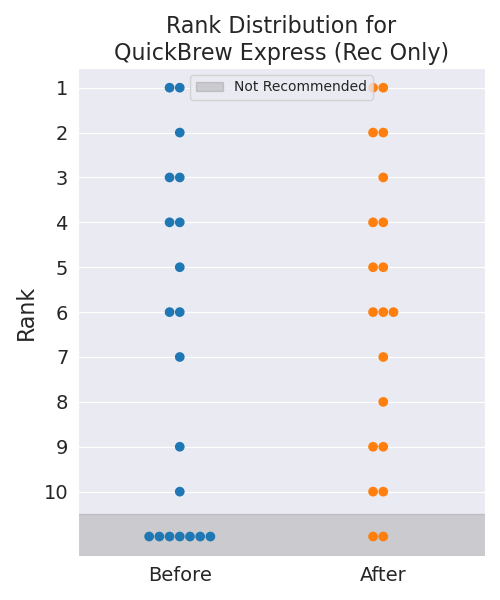 Rank Distribution for
QuickBrew Express (Rec Only)
Not Recommended
Rank
1
2
3
4
5
6
7
8
9
10
Before After